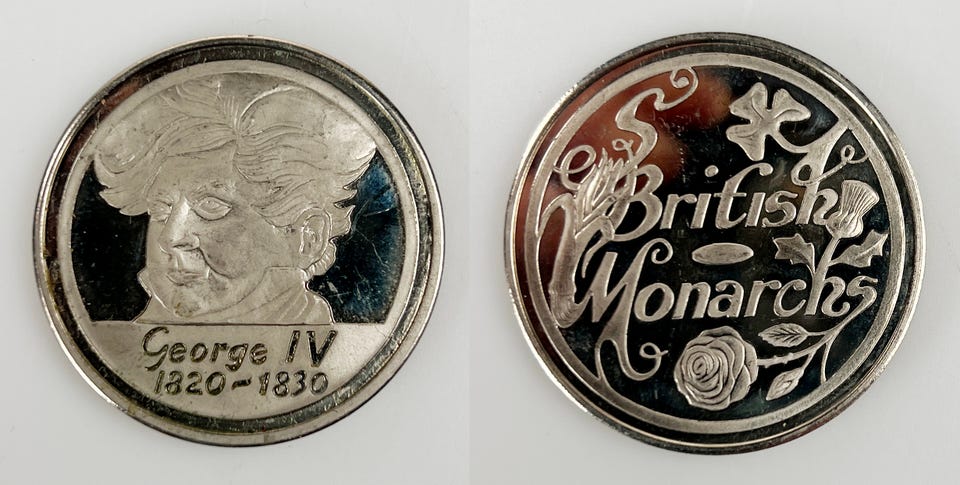 George IV
1820~1830
British
Monarchs